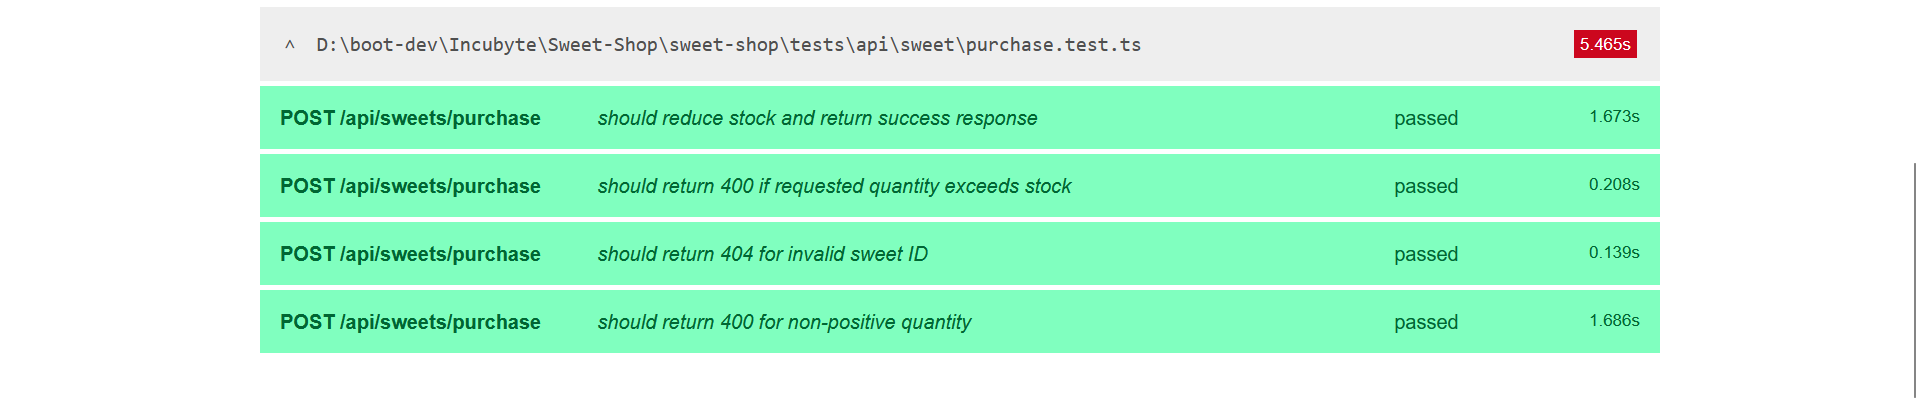 ^ D:\boot-dev\Incubyte\Sweet-Shop\sweet-shop\tests\api\sweet\purchase.test.ts 5.465s
POST /api/sweets/purchase should reduce stock and return success response passed 1.673s
POST /api/sweets/purchase should return 400 if requested quantity exceeds stock passed 0.208s
POST /api/sweets/purchase should return 404 for invalid sweet ID passed 0.139s
POST /api/sweets/purchase should return 400 for non-positive quantity passed 1.686s